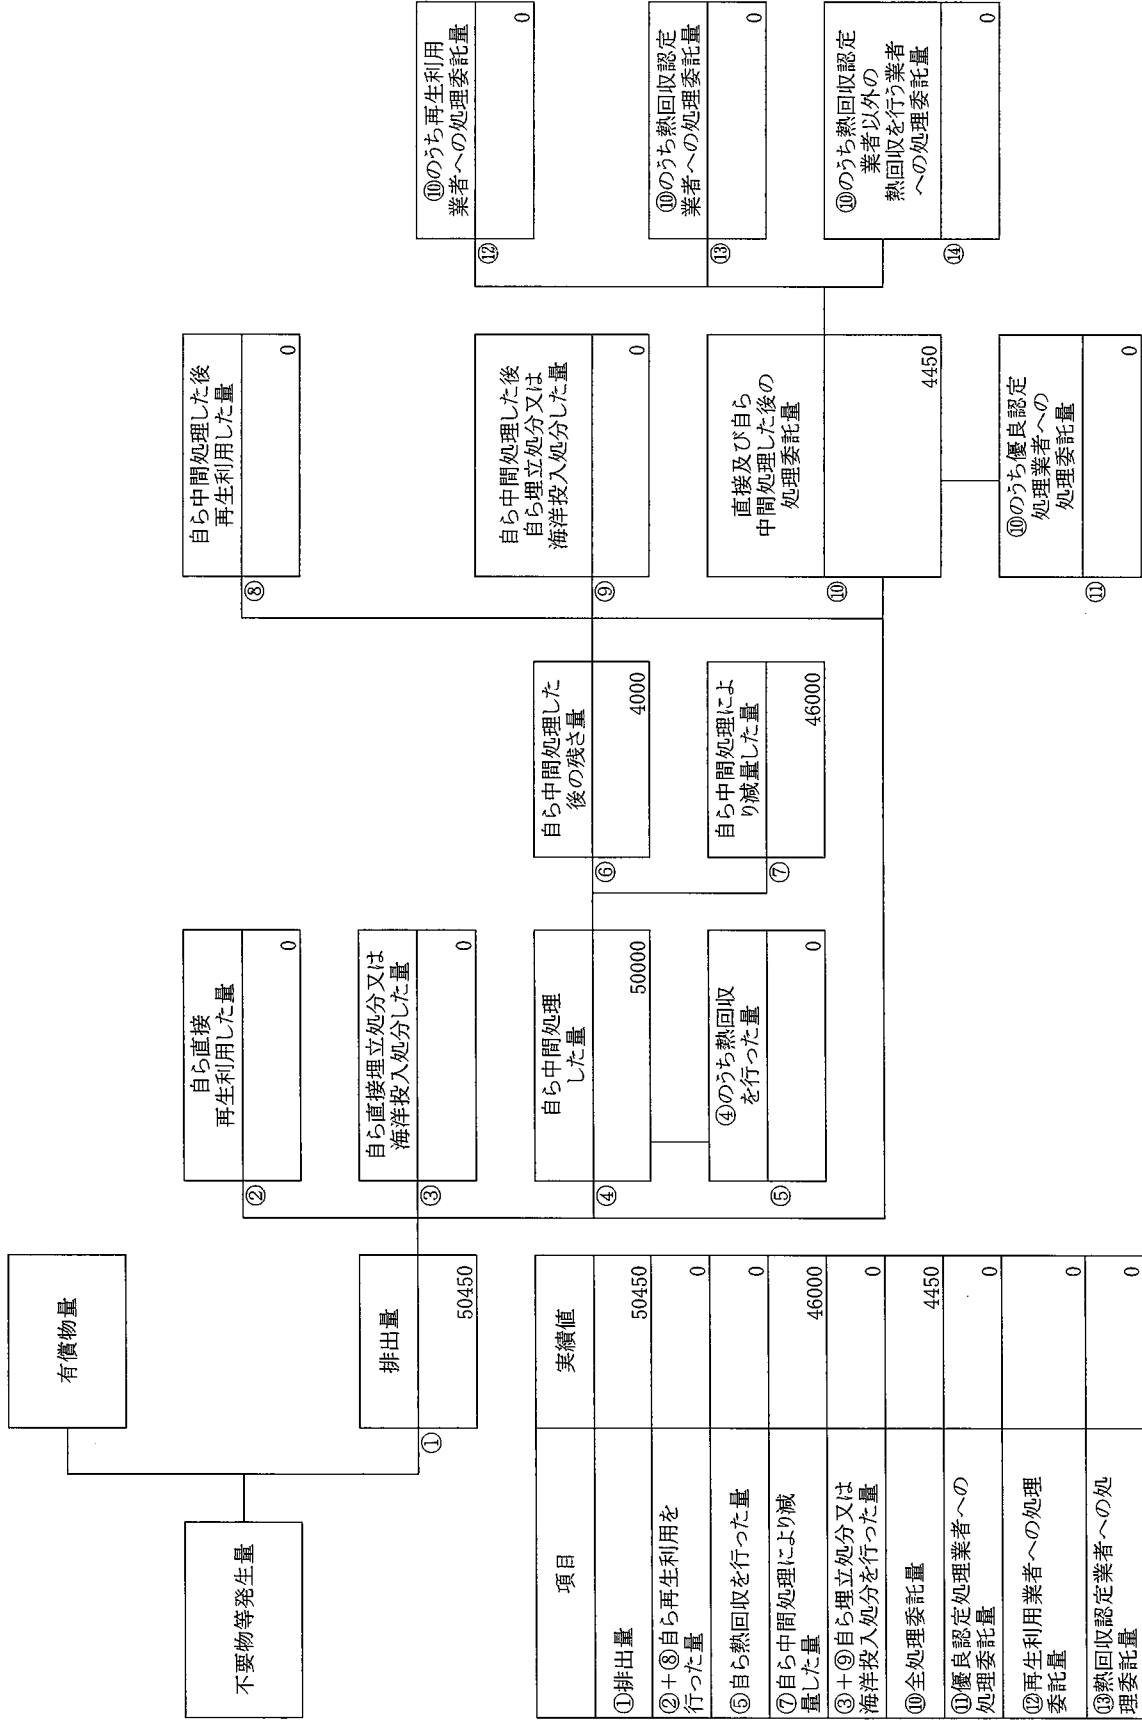 不要物等発生量
有償物量
①
排出量
50450
②
自ら直接
再生利用した量
0
③
自ら直接埋立処分又は
海洋投入処分した量
0
④
自ら中間処理
した量
50000
⑤
④のうち熱回収
を行った量
0
⑥
自ら中間処理した
後の残さ量
4000
⑦
自ら中間処理によ
り減量した量
46000
⑧
自ら中間処理した後
再生利用した量
0
⑨
自ら中間処理した後
自ら埋立処分又は
海洋投入処分した量
0
⑩
直接及び自ら
中間処理した後の
処理委託量
4450
⑪
⑩のうち優良認定
処理業者への
処理委託量
0
⑫
⑩のうち再生利用
業者への処理委託量
0
⑬
⑩のうち熱回収認定
業者への処理委託量
0
⑭
⑩のうち熱回収認定
業者以外の
熱回収を行う業者
への処理委託量
0
項目
実績値
①排出量
50450
②+⑧自ら再生利用を
行った量
0
⑤自ら熱回収を行った量
0
⑦自ら中間処理により減
量した量
46000
③+⑨自ら埋立処分又は
海洋投入処分を行った量
0
⑩全処理委託量
4450
⑪優良認定処理業者への
処理委託量
0
⑫再生利用業者への処理
委託量
0
⑬熱回収認定業者への処
理委託量
0